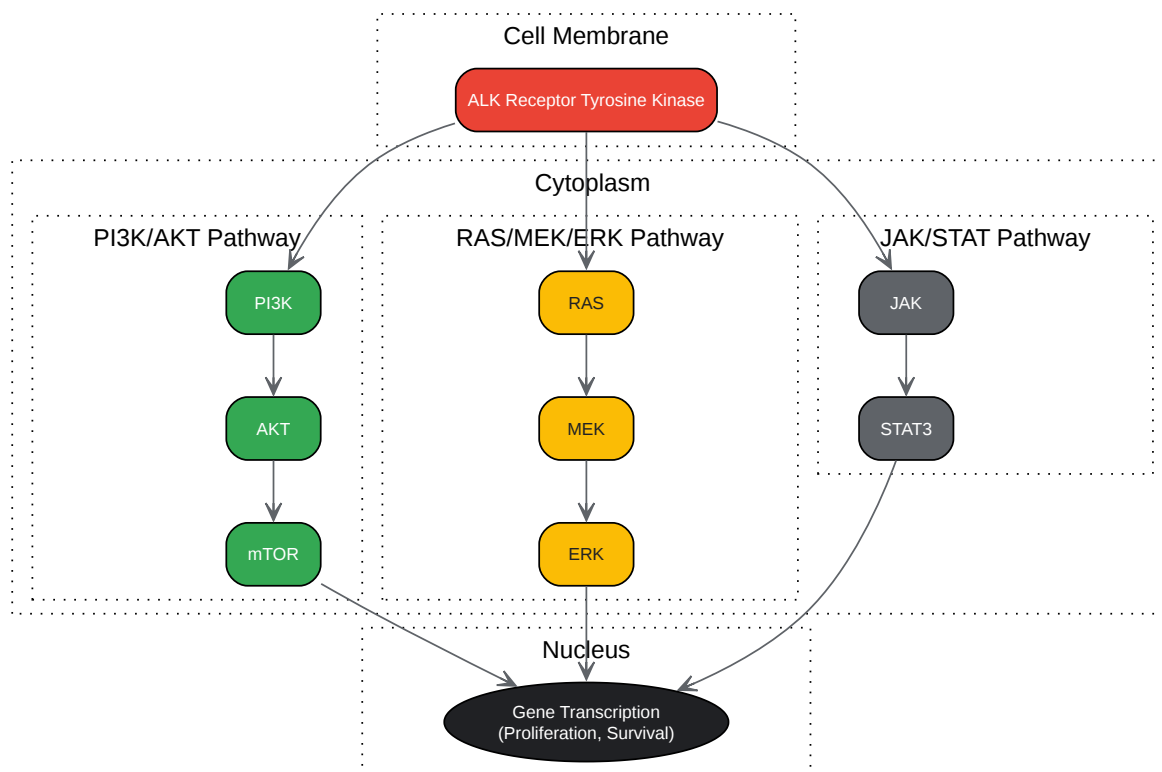 Cell Membrane
ALK Receptor Tyrosine Kinase
Cytoplasm
PI3K/AKT Pathway
RAS/MEK/ERK Pathway
JAK/STAT Pathway
PI3K
RAS
JAK
AKT
MEK
STAT3
mTOR
ERK
Nucleus
Gene Transcription
(Proliferation, Survival)